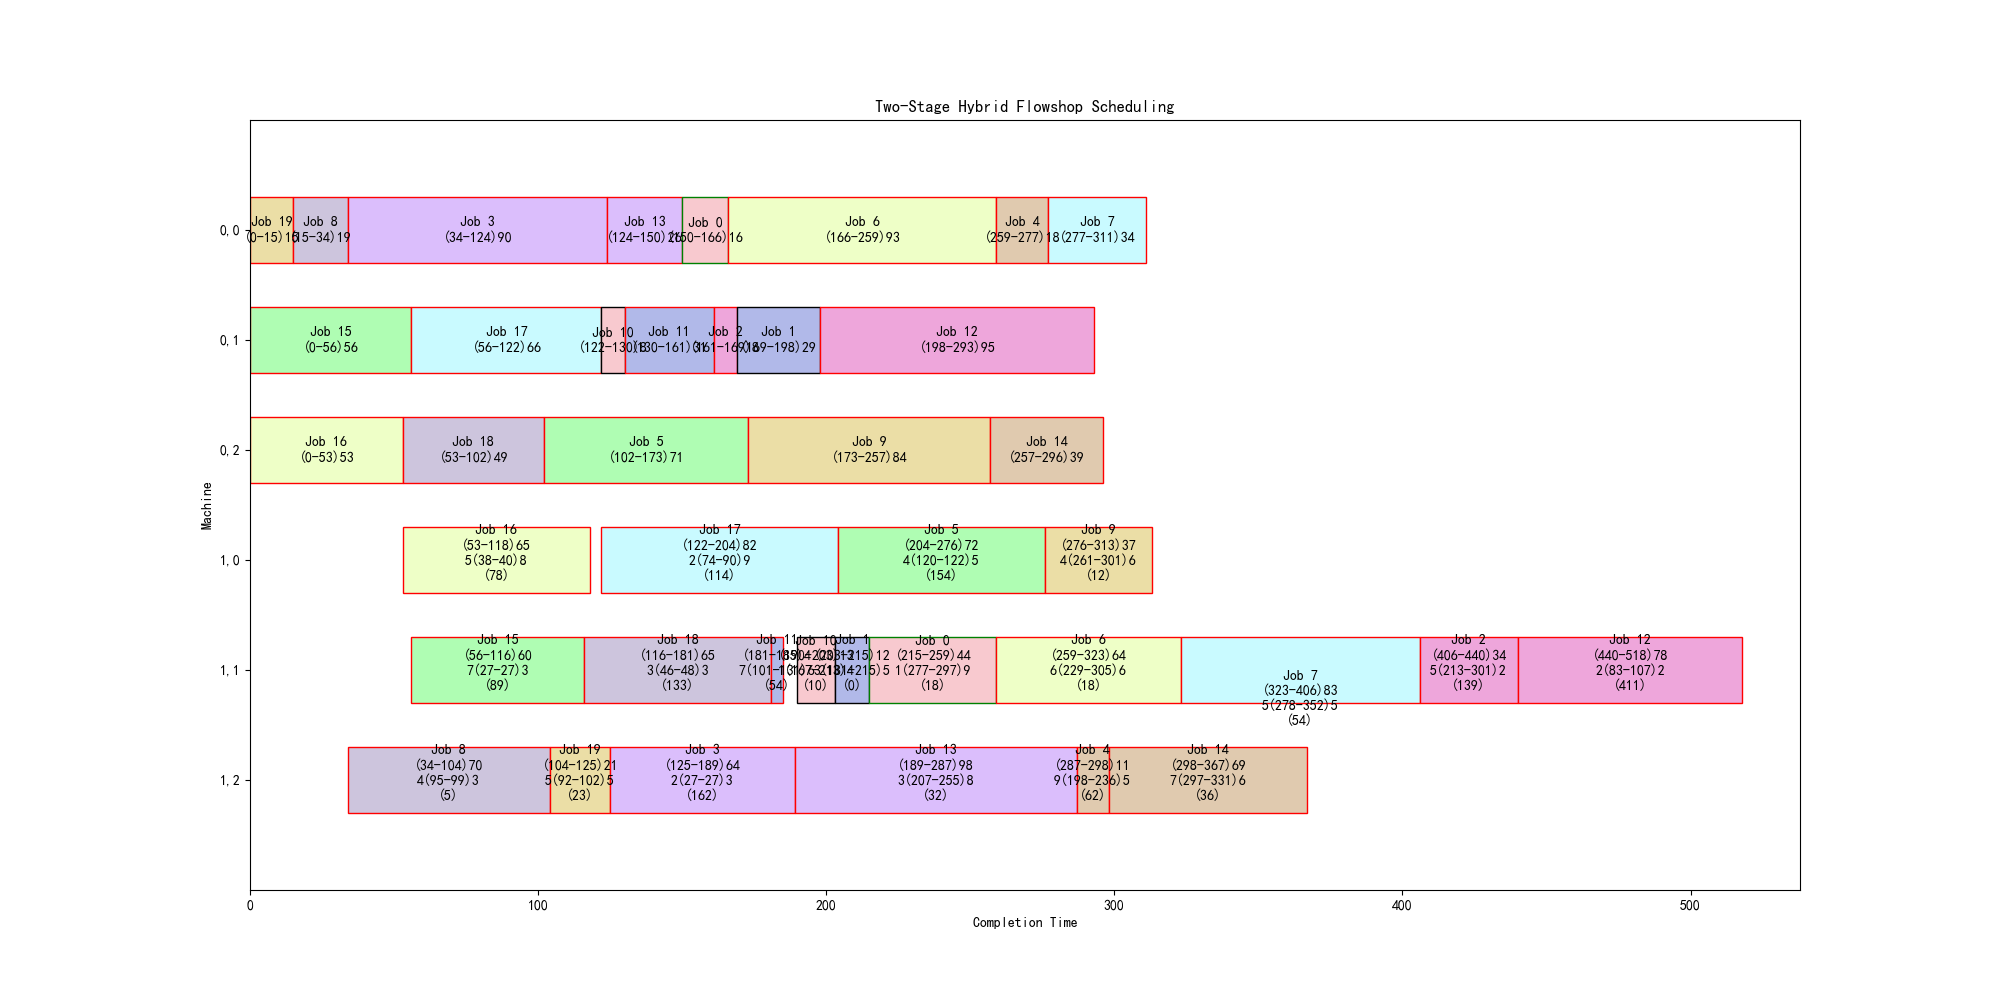 Two-Stage Hybrid Flowshop Scheduling
Machine
0,0
Job 19
(0-15)15
Job 8
(15-34)19
Job 3
(34-124)90
Job 13
(124-150)26
Job 0
(150-166)16
Job 6
(166-259)93
Job 4
(259-277)18
Job 7
(277-311)34
0,1
Job 15
(0-56)56
Job 17
(56-122)66
Job 10
(122-130)8
Job 11
(130-161)31
Job 2
(161-169)8
Job 1
(169-198)29
Job 12
(198-293)95
0,2
Job 16
(0-53)53
Job 18
(53-102)49
Job 5
(102-173)71
Job 9
(173-257)84
Job 14
(257-296)39
1,0
Job 16
(53-118)65
5(38-40)8
(78)
Job 17
(122-204)82
2(74-90)9
(114)
Job 5
(204-276)72
4(120-122)5
(154)
Job 9
(276-313)37
4(261-301)6
(12)
1,1
Job 15
(56-116)60
7(27-27)3
(89)
Job 18
(116-181)65
3(46-48)3
(133)
Job 11
(54)
Job 10
(10)
Job 1
(203-215)12
(0)
Job 0
(215-259)44
1(277-297)9
(18)
Job 6
(259-323)64
6(229-305)6
(18)
Job 7
(323-406)83
5(278-352)5
(54)
Job 2
(406-440)34
5(213-301)2
(139)
Job 12
(440-518)78
2(83-107)2
(411)
1,2
Job 8
(34-104)70
4(95-99)3
(5)
Job 19
(104-125)21
5(92-102)5
(23)
Job 3
(125-189)64
2(27-27)3
(162)
Job 13
(189-287)98
3(207-255)8
(32)
Job 4
(287-298)11
9(198-236)5
(62)
Job 14
(298-367)69
7(297-331)6
(36)
0 100 200 300 400 500
Completion Time